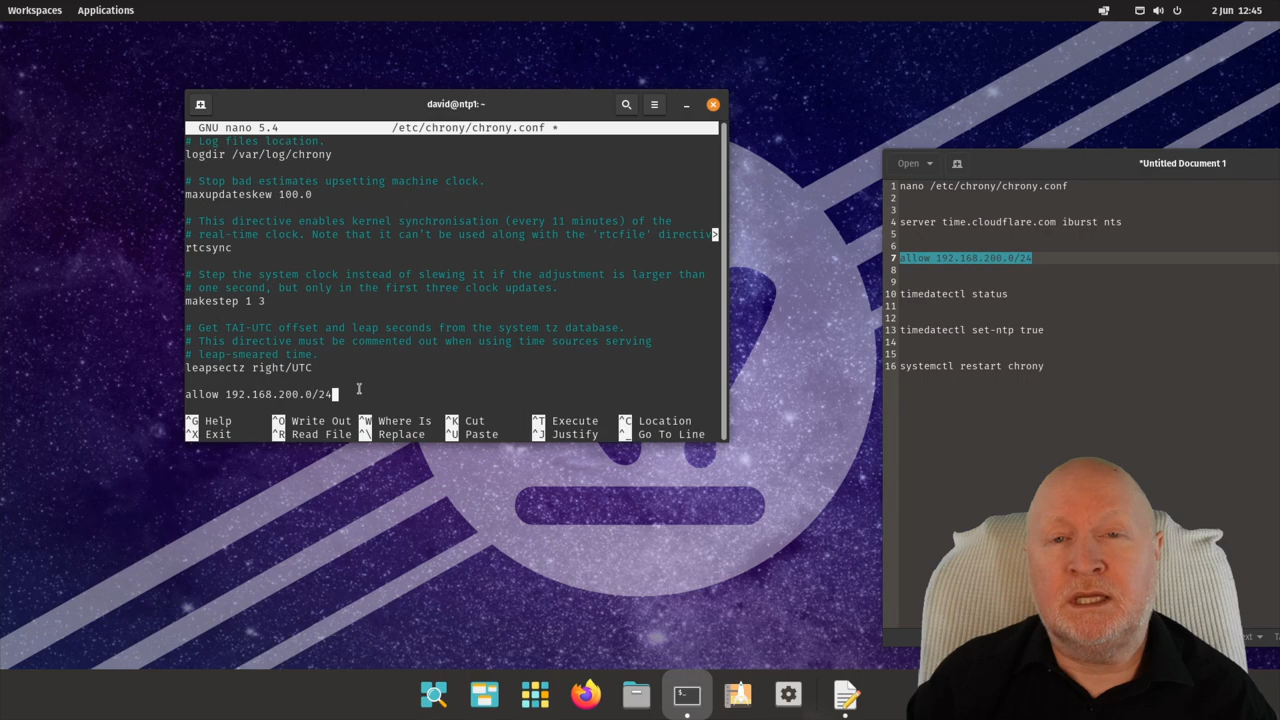 Workspaces Applications 2 Jun 12:45
david@ntp1: ~
GNU nano 5.4 /etc/chrony/chrony.conf *
# Log files location.
logdir /var/log/chrony
# Stop bad estimates upsetting machine clock.
maxupdateskew 100.0
# This directive enables kernel synchronisation (every 11 minutes) of the
# real-time clock. Note that it can't be used along with the 'rtcfile' directiv>
rtcsync
# Step the system clock instead of slewing it if the adjustment is larger than
# one second, but only in the first three clock updates.
makestep 1 3
# Get TAI-UTC offset and leap seconds from the system tz database.
# This directive must be commented out when using time sources serving
# leap-smeared time.
leapsectz right/UTC
allow 192.168.200.0/24
^G Help ^O Write Out ^W Where Is ^K Cut ^T Execute ^C Location
^X Exit ^R Read File ^\ Replace ^U Paste ^J Justify ^_ Go To Line
Open *Untitled Document 1
1 nano /etc/chrony/chrony.conf
2
3
4 server time.cloudflare.com iburst nts
5
6
7 allow 192.168.200.0/24
8
9
10 timedatectl status
11
12
13 timedatectl set-ntp true
14
15
16 systemctl restart chrony